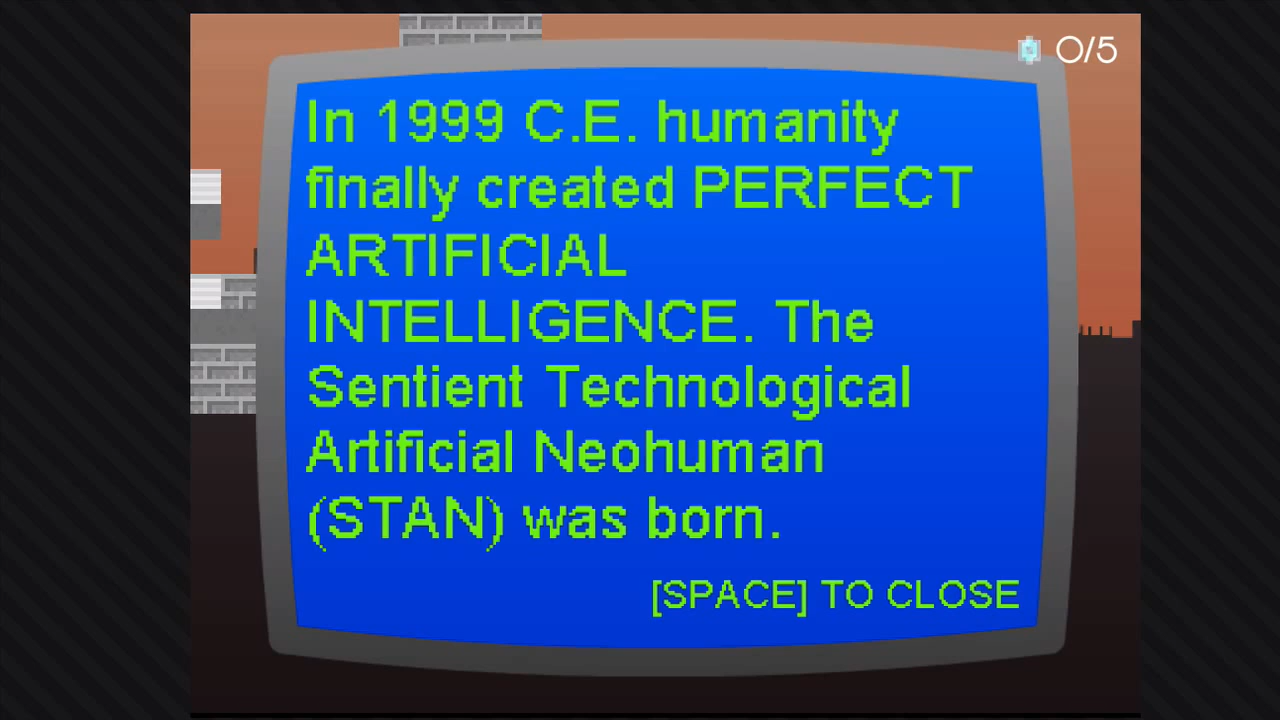 0/5
In 1999 C.E. humanity
finally created PERFECT
ARTIFICIAL
INTELLIGENCE. The
Sentient Technological
Artificial Neohuman
(STAN) was born.
[SPACE] TO CLOSE